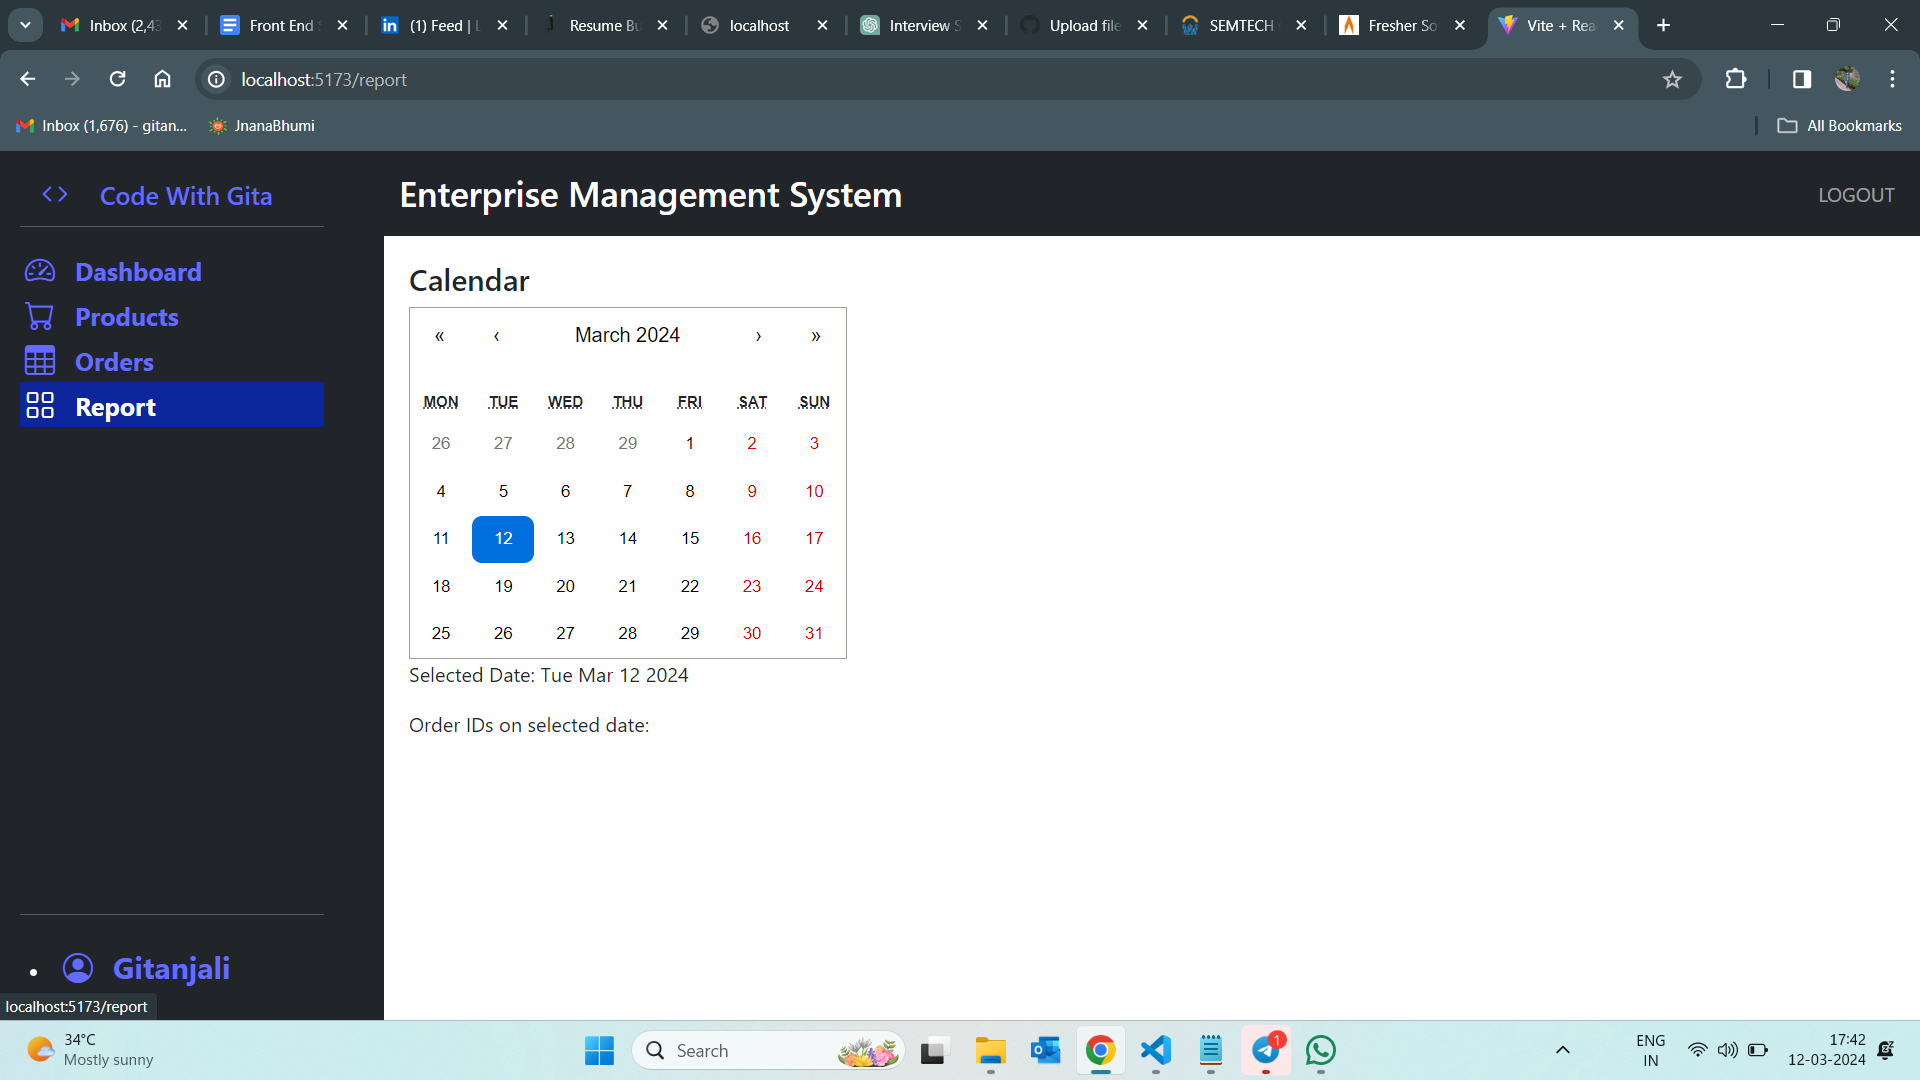 Inbox (2,43
Front End S
(1) Feed | L
Resume Bu
localhost
Interview S
Upload file
SEMTECH
Fresher So
Vite + Rea
localhost:5173/report
Inbox (1,676) - gitan...
JnanaBhumi
All Bookmarks
Code With Gita
Enterprise Management System
LOGOUT
Dashboard
Products
Orders
Report
Calendar
« ‹ March 2024 › »
MON TUE WED THU FRI SAT SUN
26 27 28 29 1 2 3
4 5 6 7 8 9 10
11 12 13 14 15 16 17
18 19 20 21 22 23 24
25 26 27 28 29 30 31
Selected Date: Tue Mar 12 2024
Order IDs on selected date:
Gitanjali
localhost:5173/report
34°C
Mostly sunny
Search
1
ENG
IN
17:42
12-03-2024